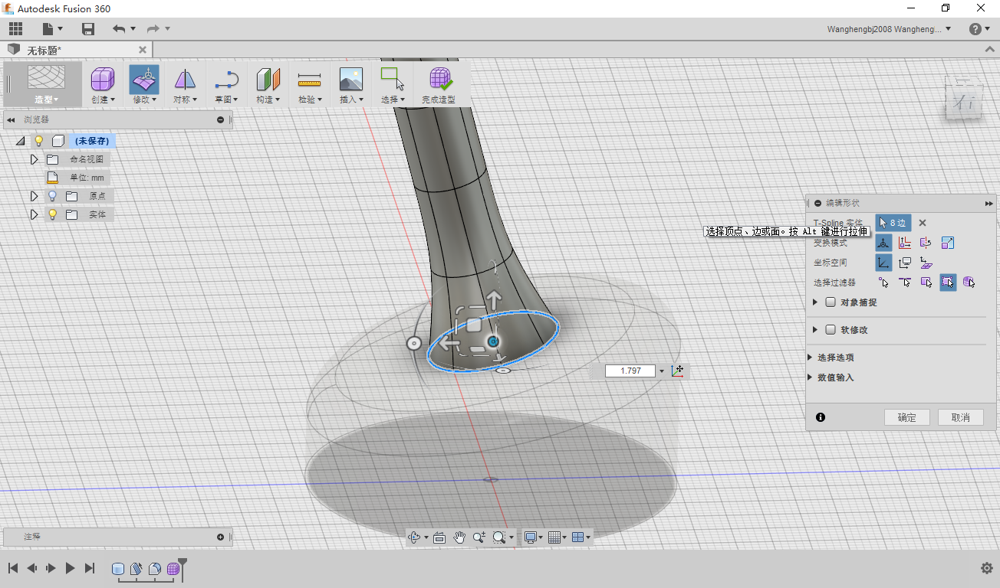 Autodesk Fusion 360
Wanghengbj2008 Wangheng...
无标题*
造型
创建
修改
对称
草图
构造
检验
插入
选择
完成造型
右
浏览器
(未保存)
命名视图
单位: mm
原点
实体
编辑形状
T-Spline 实体
8 边
选择顶点、边或面。按 Alt 键进行拉伸
变换模式
坐标空间
选择过滤器
对象捕捉
软修改
选择选项
数值输入
1.797
确定
取消
注释